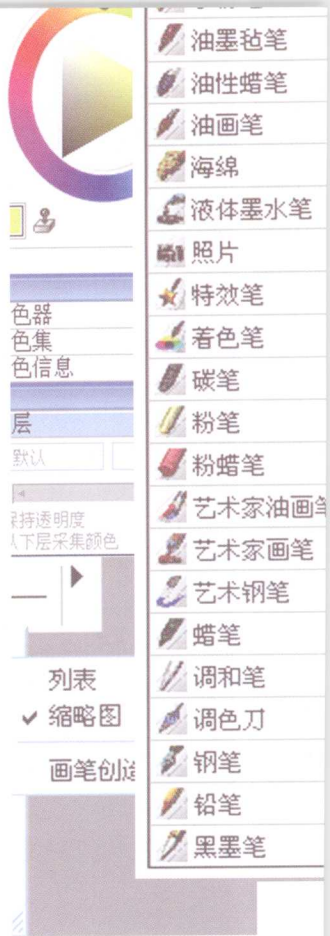 油墨毡笔
油性蜡笔
油画笔
海绵
液体墨水笔
照片
特效笔
着色笔
碳笔
粉笔
粉蜡笔
艺术家油画笔
艺术家画笔
艺术钢笔
蜡笔
调和笔
调色刀
钢笔
铅笔
黑墨笔
色器
色集
色信息
层
默认
保持透明度
从下层采集颜色
列表
缩略图
画笔创造